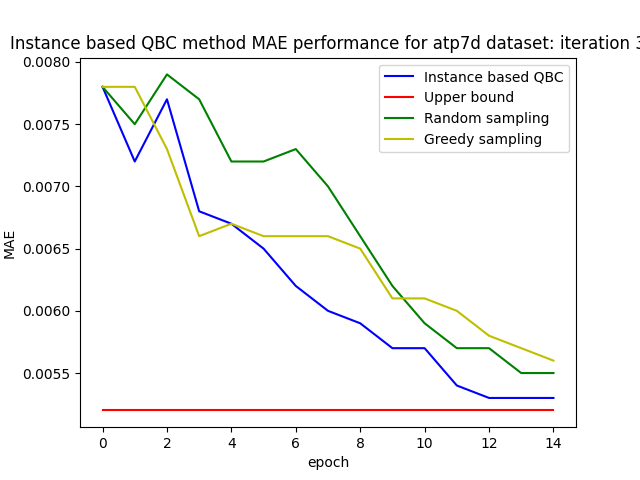 Instance based QBC method MAE performance for atp7d dataset: iteration 3
0.0080
0.0075
0.0070
0.0065
0.0060
0.0055
MAE
Instance based QBC
Upper bound
Random sampling
Greedy sampling
0 2 4 6 8 10 12 14
epoch